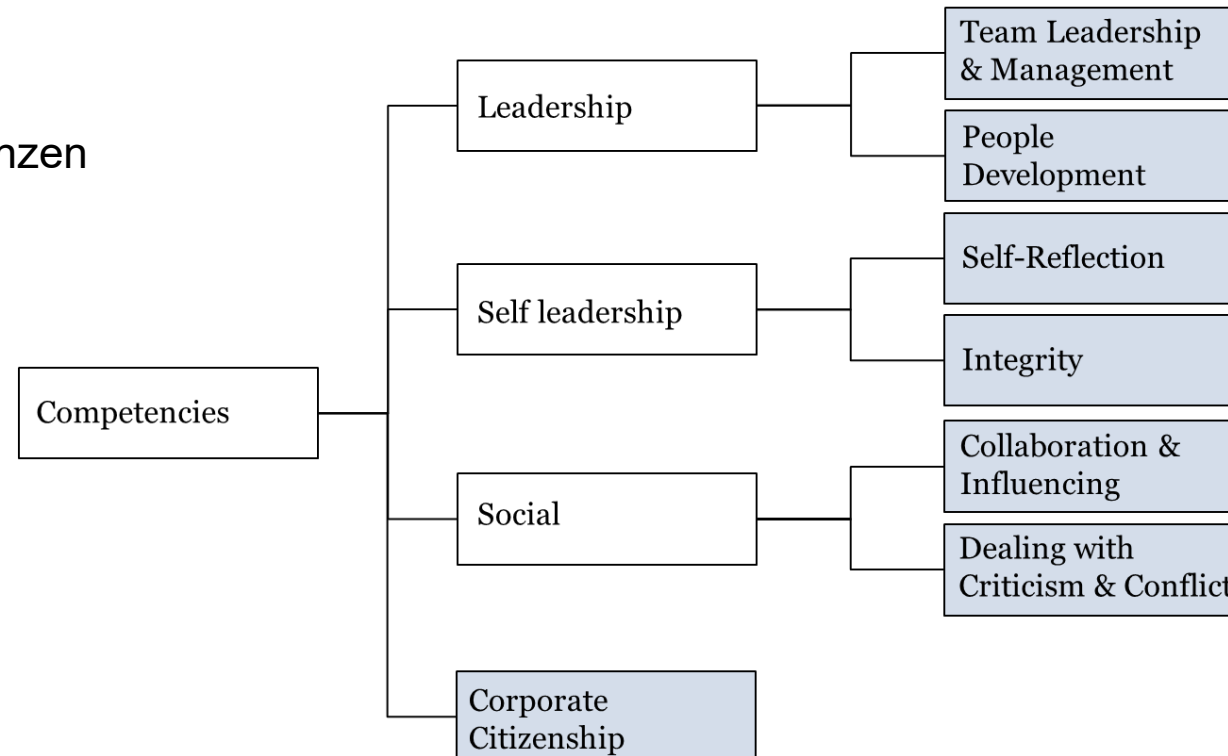 nzen
Competencies
Leadership
Team Leadership
& Management
People
Development
Self leadership
Self-Reflection
Integrity
Social
Collaboration &
Influencing
Dealing with
Criticism & Conflict
Corporate
Citizenship